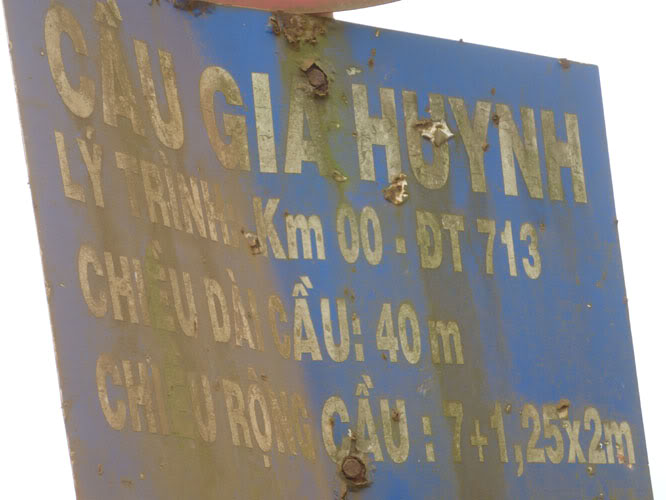 CẦU GIA HUYNH
LÝ TRÌNH: Km 00 - ĐT 713
CHIỀU DÀI CẦU: 40 m
CHIỀU RỘNG CẦU : 7+1,25x2m